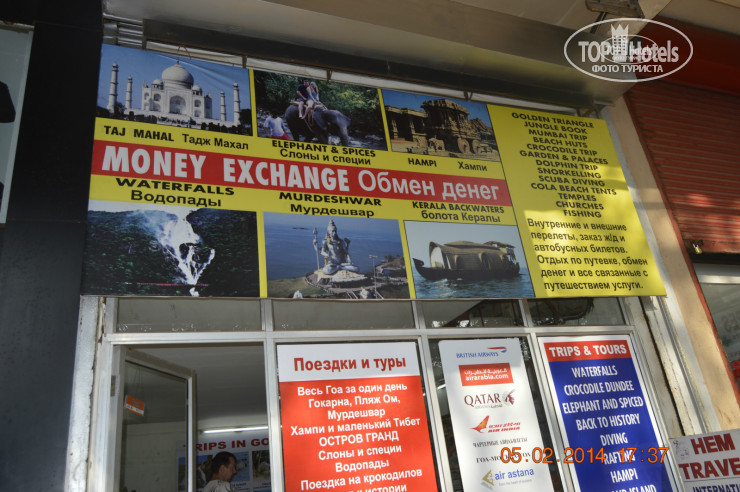 TOP Hotels
ФОТО ТУРИСТА
TAJ MAHAL Тадж Махал
ELEPHANT & SPICES
Слоны и специи
HAMPI Хампи
MONEY EXCHANGE Обмен денег
WATERFALLS
Водопады
MURDESHWAR
Мурдешвар
KERALA BACKWATERS
болота Кералы
GOLDEN TRIANGLE
JUNGLE BOOK
MUMBAI TRIP
BEACH HUTS
CROCODILE TRIP
GARDEN & PALACES
DOLPHIN TRIP
SNORKELLING
SCUBA DIVING
COLA BEACH TENTS
TEMPLES
CHURCHES
FISHING
Внутренние и внешние
перелеты, заказ ж/д и
автобусных билетов.
Отдых по путевке, обмен
денег и все связанные с
путешествием услуги.
Поездки и туры
Весь Гоа за один день
Гокарна, Пляж Ом,
Мурдешвар
Хампи и маленький Тибет
ОСТРОВ ГРАНД
Слоны и специи
Водопады
Поездка на крокодилов
BRITISH AIRWAYS
airarabia.com
QATAR
AIR-INDIA
air astana
TRIPS & TOURS
WATERFALLS
CROCODILE DUNDEE
ELEPHANT AND SPICED
BACK TO HISTORY
DIVING
RAFTING
HAMPI
ISLAND
TRIPS IN GO
HEM
TRAVE
INTERNATI
05.02.2014 17:37